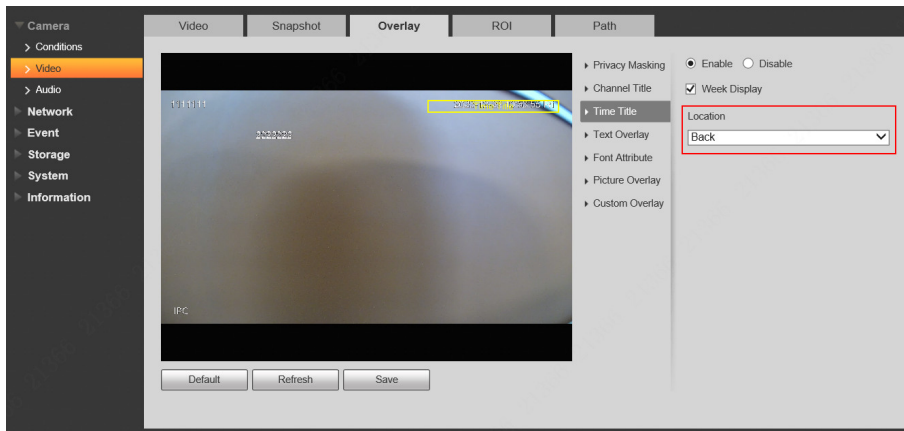 Camera
Conditions
Video
Audio
Network
Event
Storage
System
Information
Video Snapshot Overlay ROI Path
1111111
2222222
IPC
Default Refresh Save
Privacy Masking
Channel Title
Time Title
Text Overlay
Font Attribute
Picture Overlay
Custom Overlay
Enable Disable
Week Display
Location
Back